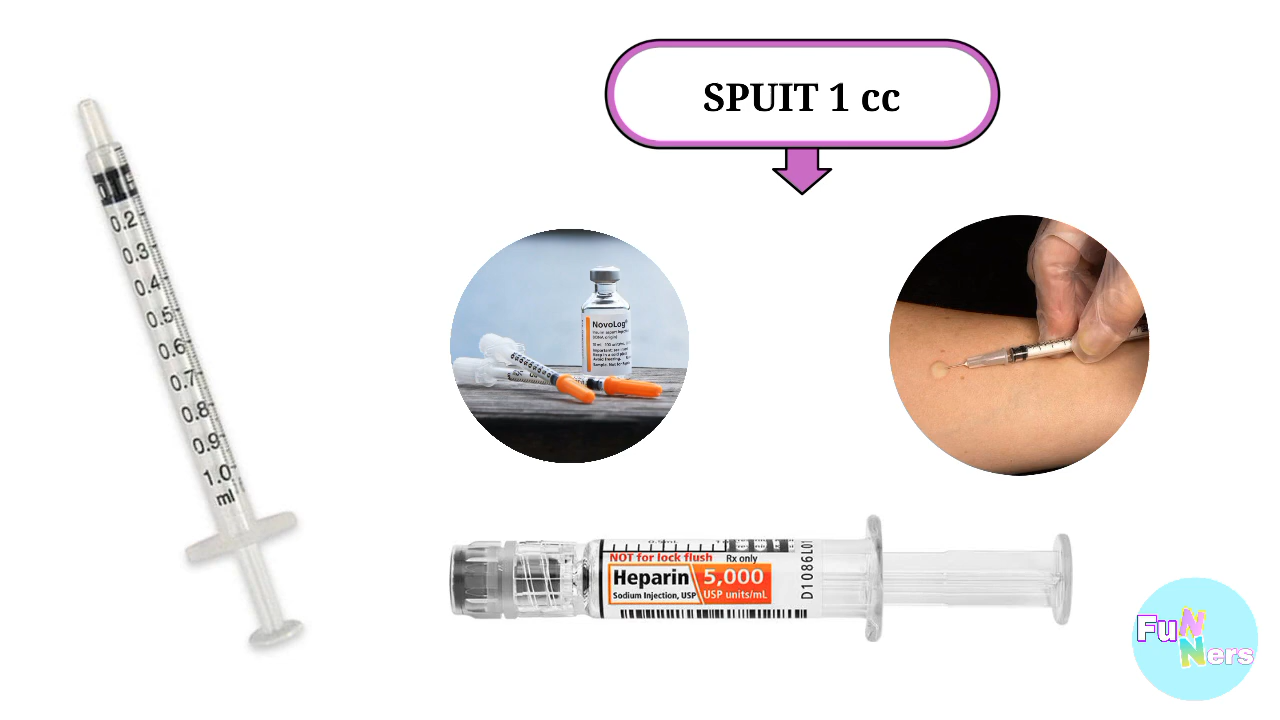 SPUIT 1 cc
0.2
0.3
0.4
0.5
0.6
0.7
0.8
0.9
1.0
ml
NovoLog®
NOT for lock flush Rx only
Heparin 5,000
Sodium Injection, USP USP units/mL
D1086L01
FuNNers